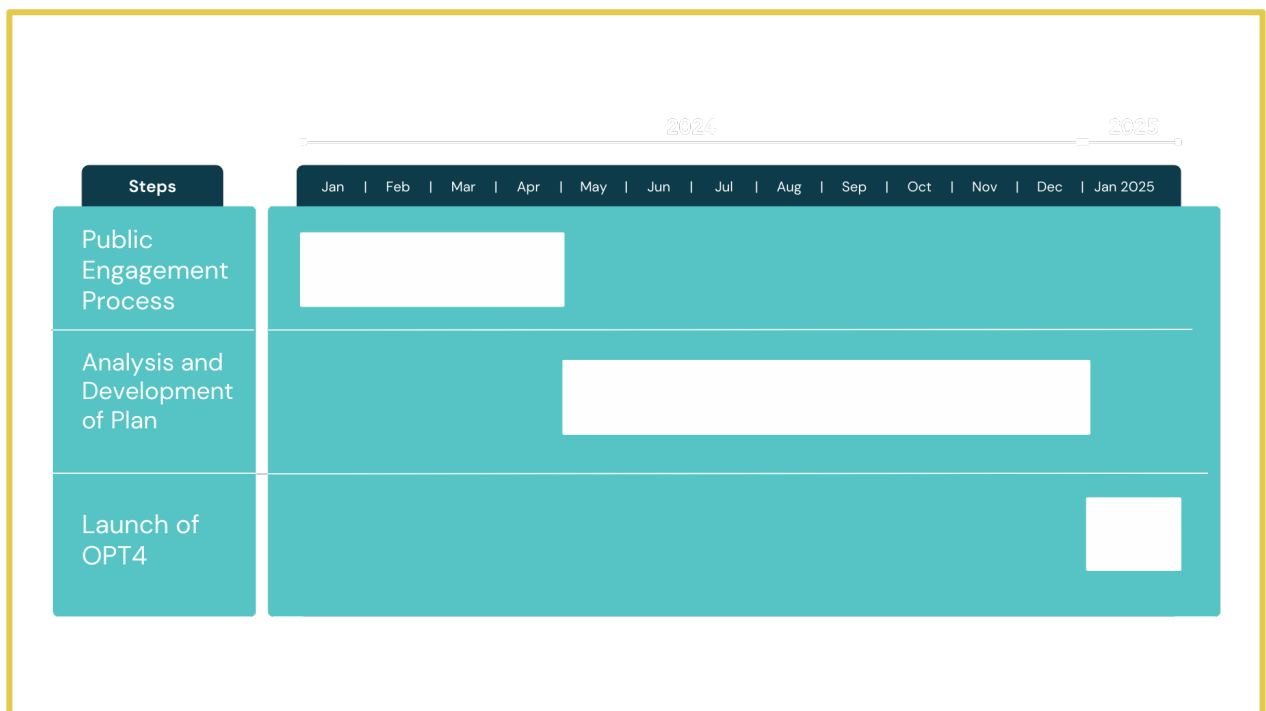 2024 2025
Steps
Jan | Feb | Mar | Apr | May | Jun | Jul | Aug | Sep | Oct | Nov | Dec | Jan 2025
Public
Engagement
Process
Analysis and
Development
of Plan
Launch of
OPT4